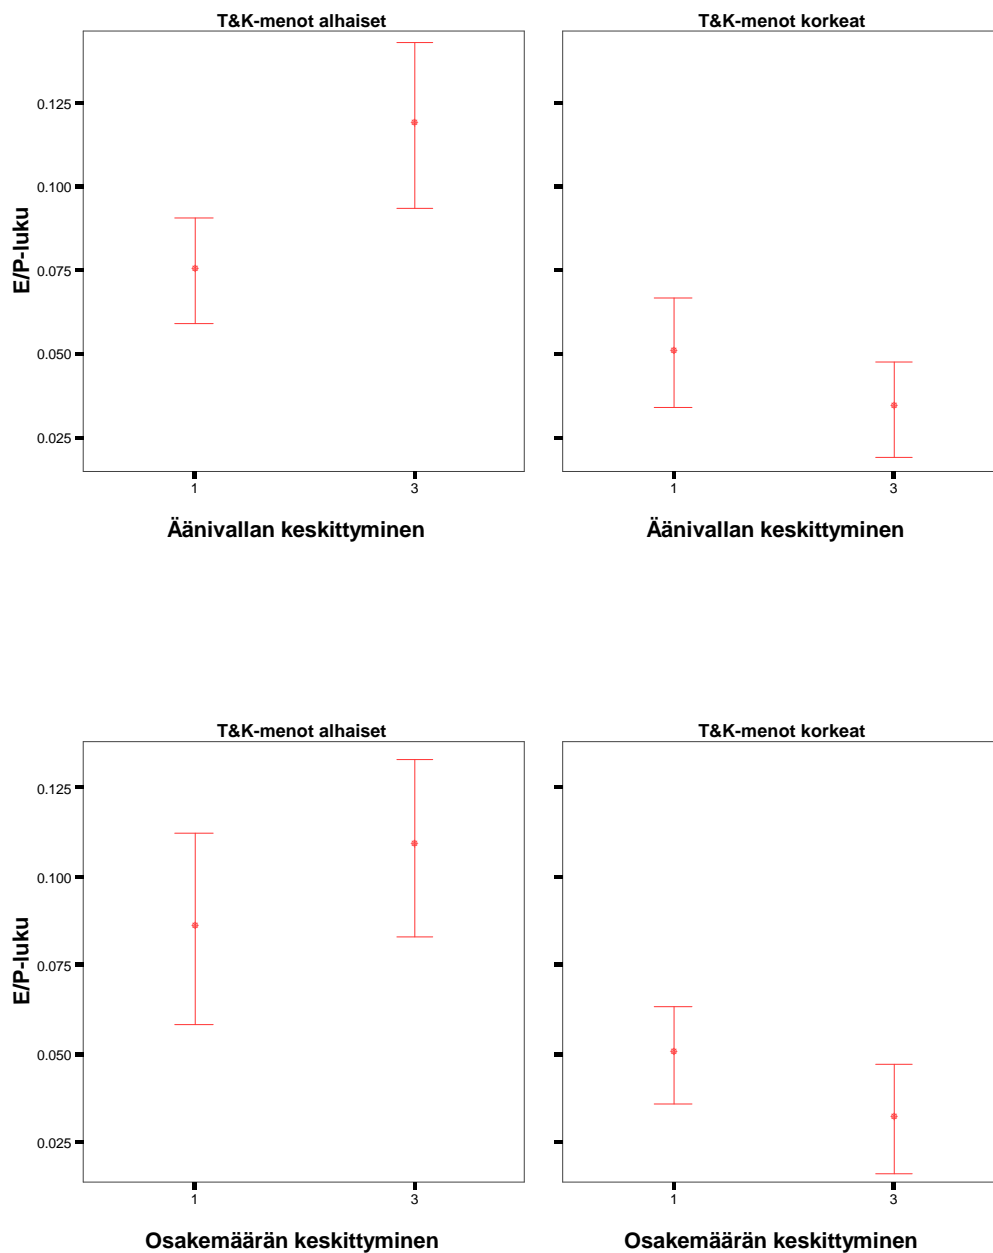 T&K-menot alhaiset
T&K-menot korkeat
0.125
0.100
0.075
0.050
0.025
E/P-luku
1
3
1
3
Äänivallan keskittyminen
Äänivallan keskittyminen
T&K-menot alhaiset
T&K-menot korkeat
0.125
0.100
0.075
0.050
0.025
E/P-luku
1
3
1
3
Osakemäärän keskittyminen
Osakemäärän keskittyminen